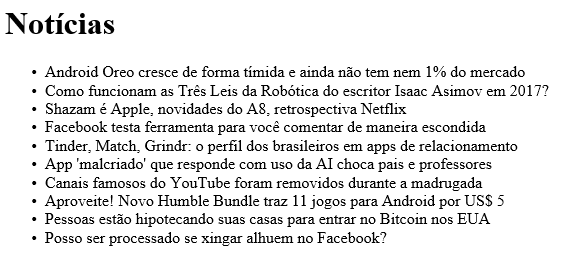 Notícias
• Android Oreo cresce de forma tímida e ainda não tem nem 1% do mercado
• Como funcionam as Três Leis da Robótica do escritor Isaac Asimov em 2017?
• Shazam é Apple, novidades do A8, retrospectiva Netflix
• Facebook testa ferramenta para você comentar de maneira escondida
• Tinder, Match, Grindr: o perfil dos brasileiros em apps de relacionamento
• App 'malcriado' que responde com uso da AI choca pais e professores
• Canais famosos do YouTube foram removidos durante a madrugada
• Aproveite! Novo Humble Bundle traz 11 jogos para Android por US$ 5
• Pessoas estão hipotecando suas casas para entrar no Bitcoin nos EUA
• Posso ser processado se xingar alhuem no Facebook?